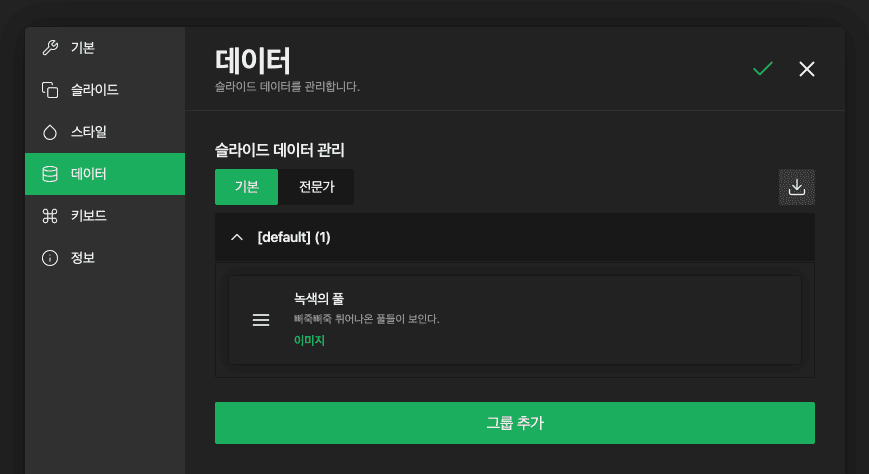 기본
슬라이드
스타일
데이터
키보드
정보
데이터
슬라이드 데이터를 관리합니다.
슬라이드 데이터 관리
기본
전문가
[default] (1)
녹색의 풀
삐죽삐죽 튀어나온 풀들이 보인다.
이미지
그룹 추가